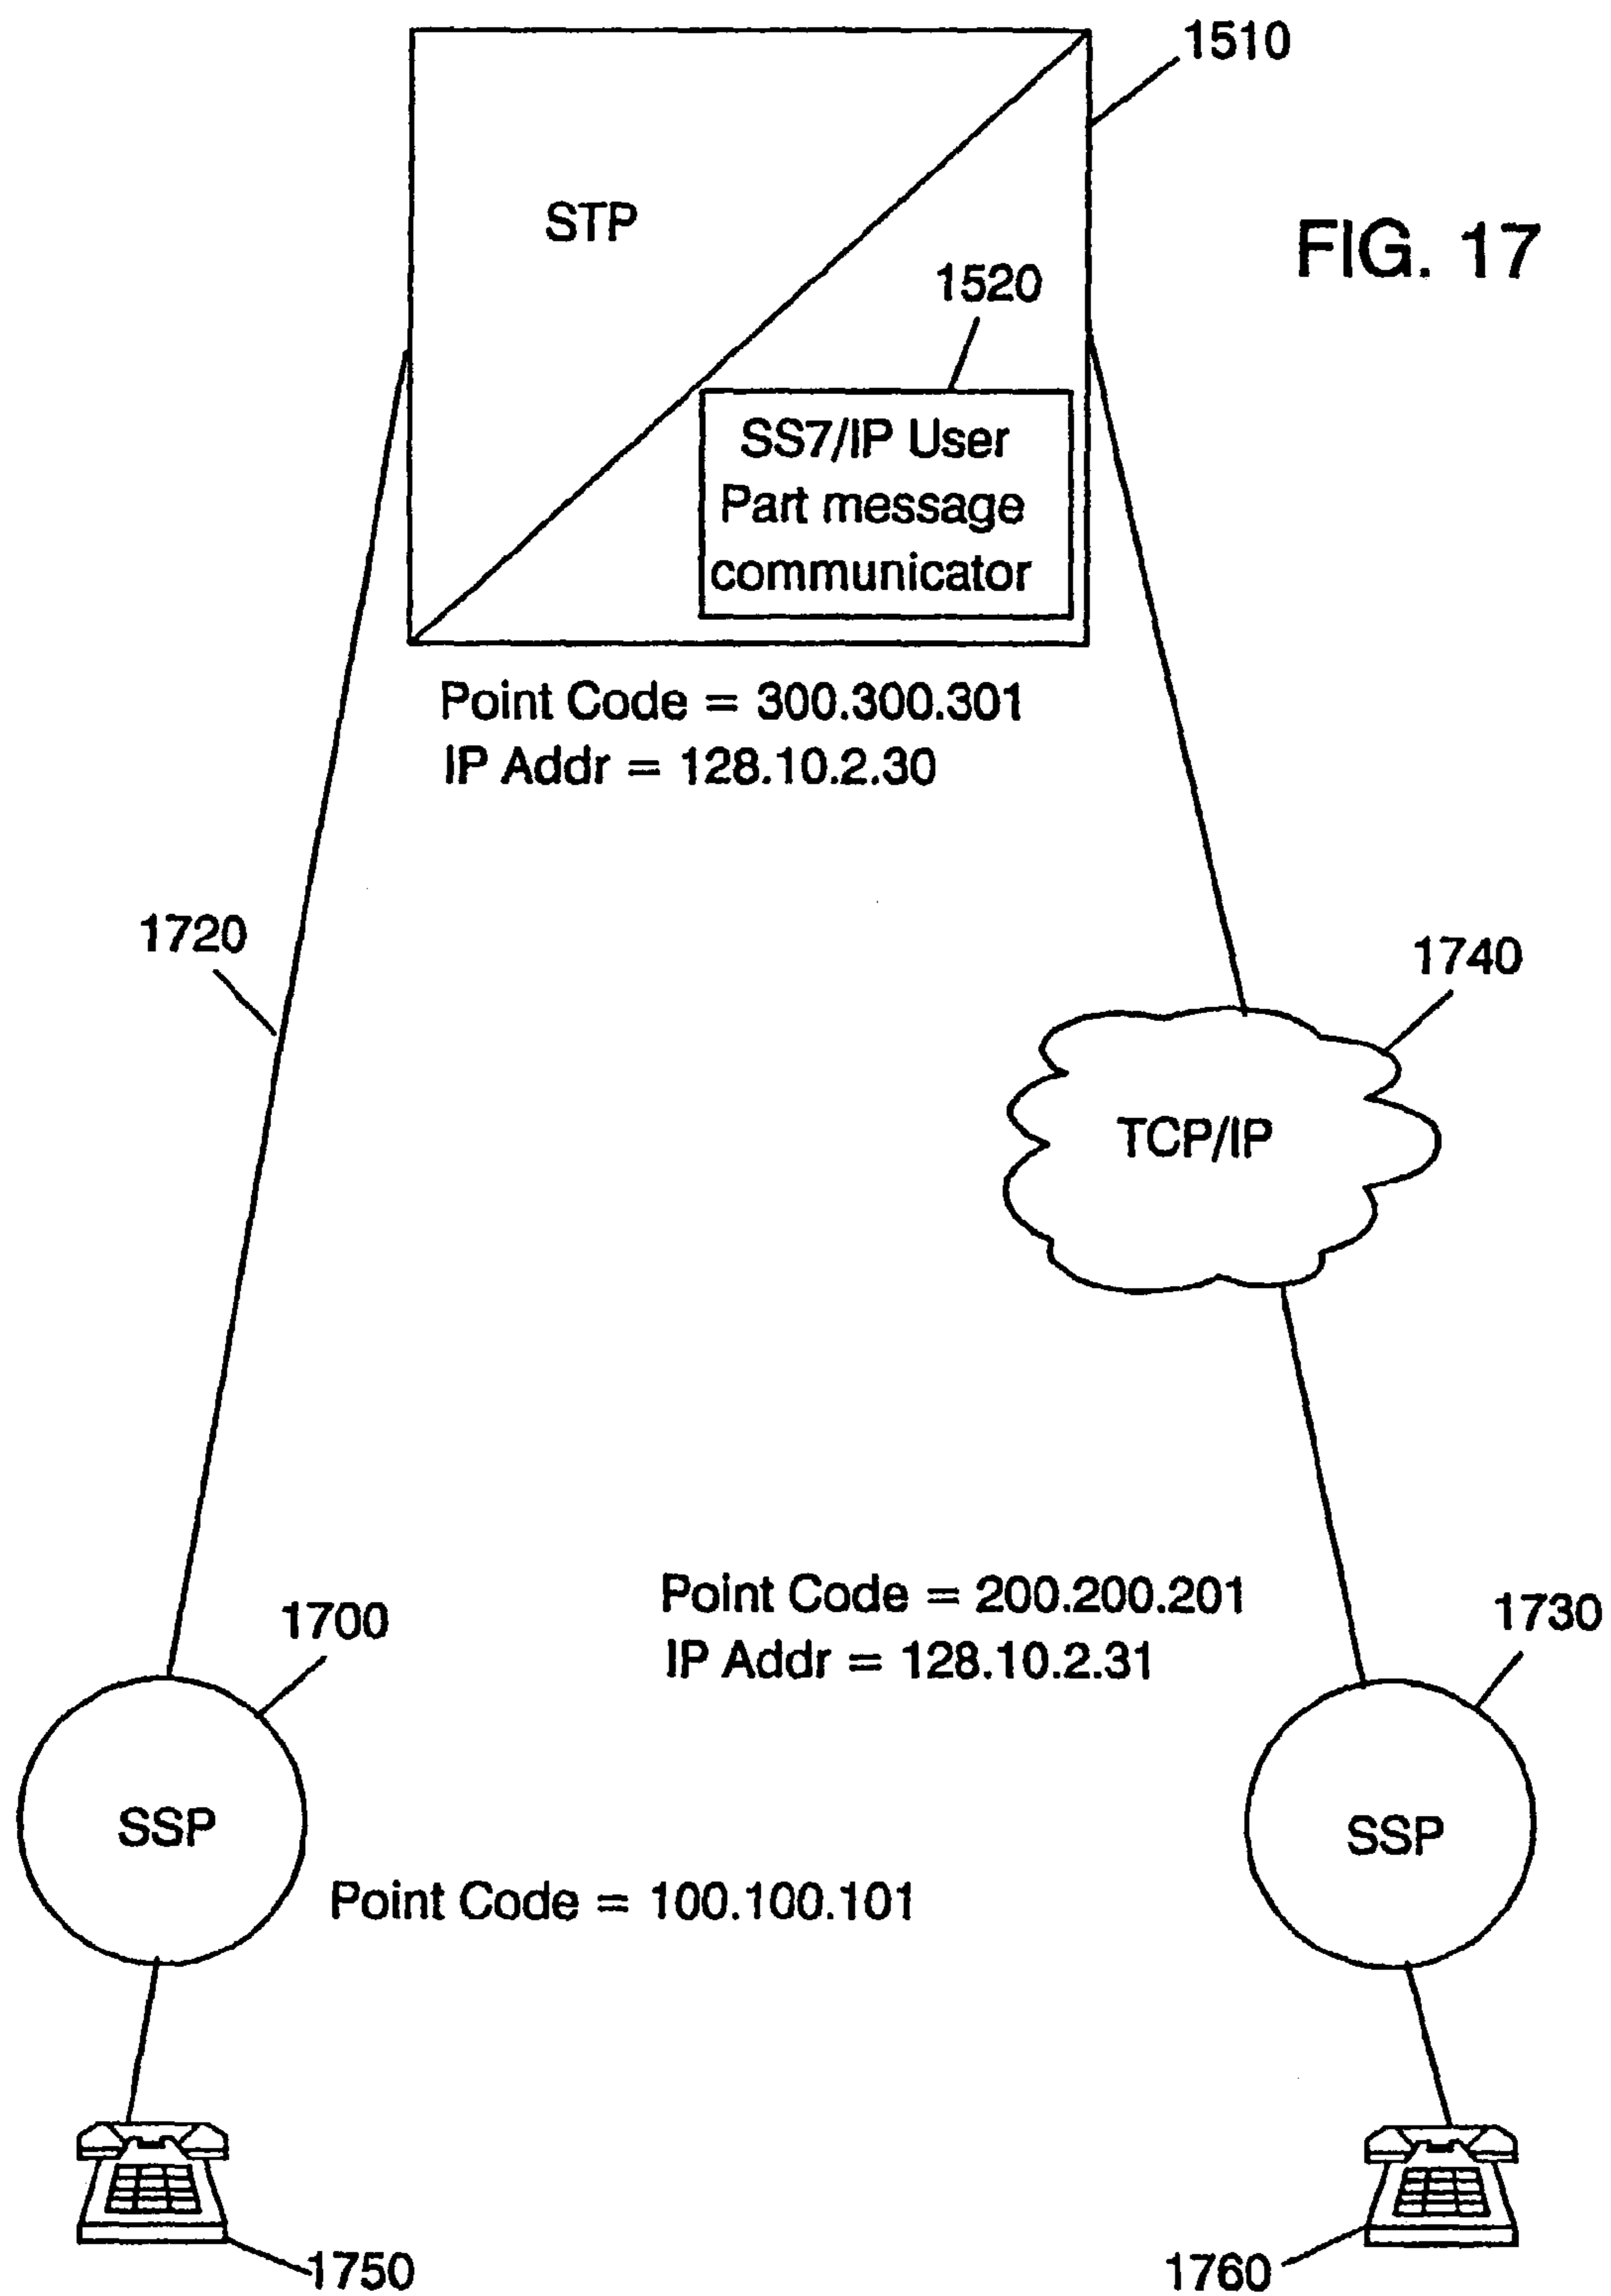 1510
STP
FIG. 17
1520
SS7/IP User
Part message
communicator
Point Code = 300.300.301
IP Addr = 128.10.2.30
1720
1740
TCP/IP
Point Code = 200.200.201
IP Addr = 128.10.2.31
1700
1730
SSP
SSP
Point Code = 100.100.101
1750
1760